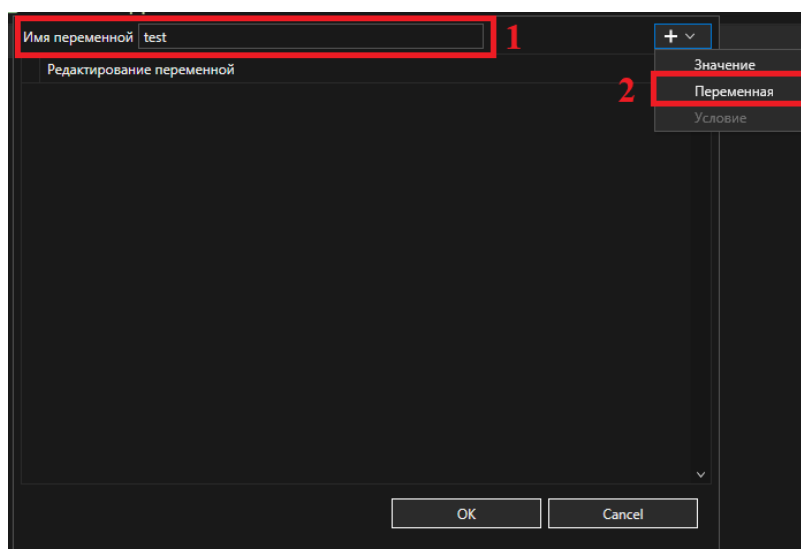 Имя переменной test 1 +
Значение
Редактирование переменной
2 Переменная
Условие
OK Cancel